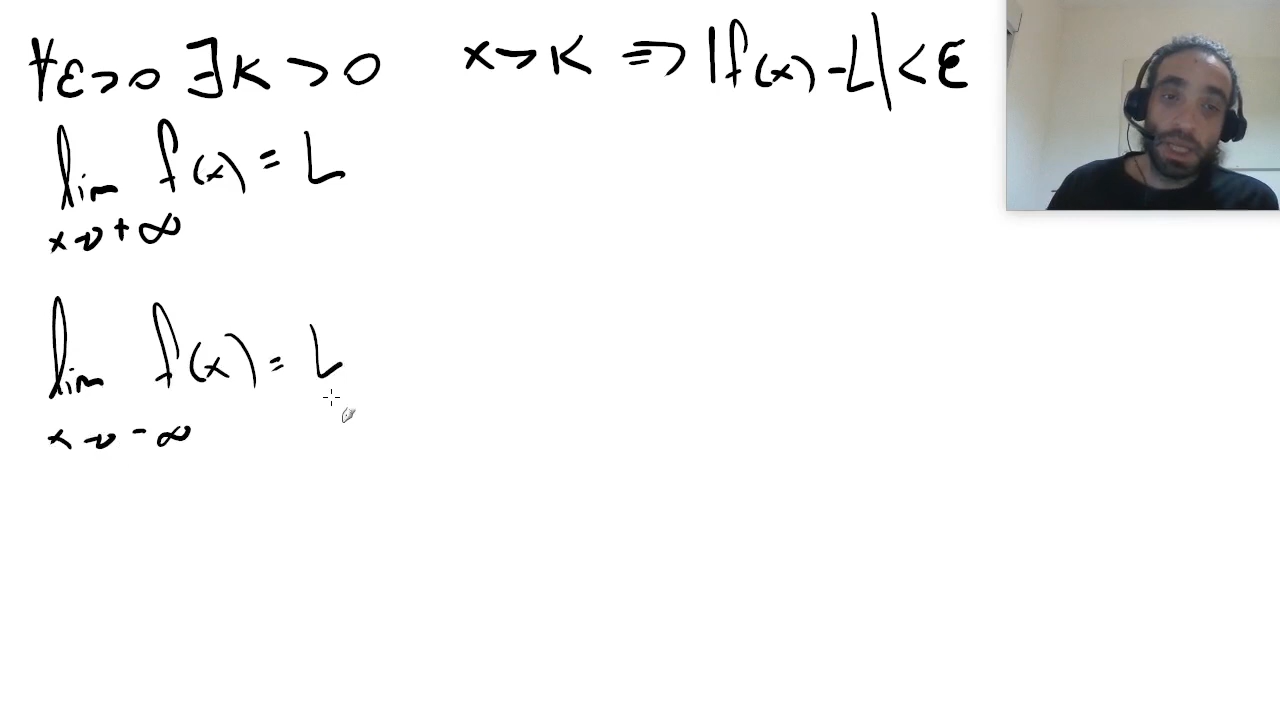 ∀ε>0 ∃K>0 x>K ⇒ |f(x)-L|<ε
lim f(x) = L
x→+∞
lim f(x) = L
x→-∞